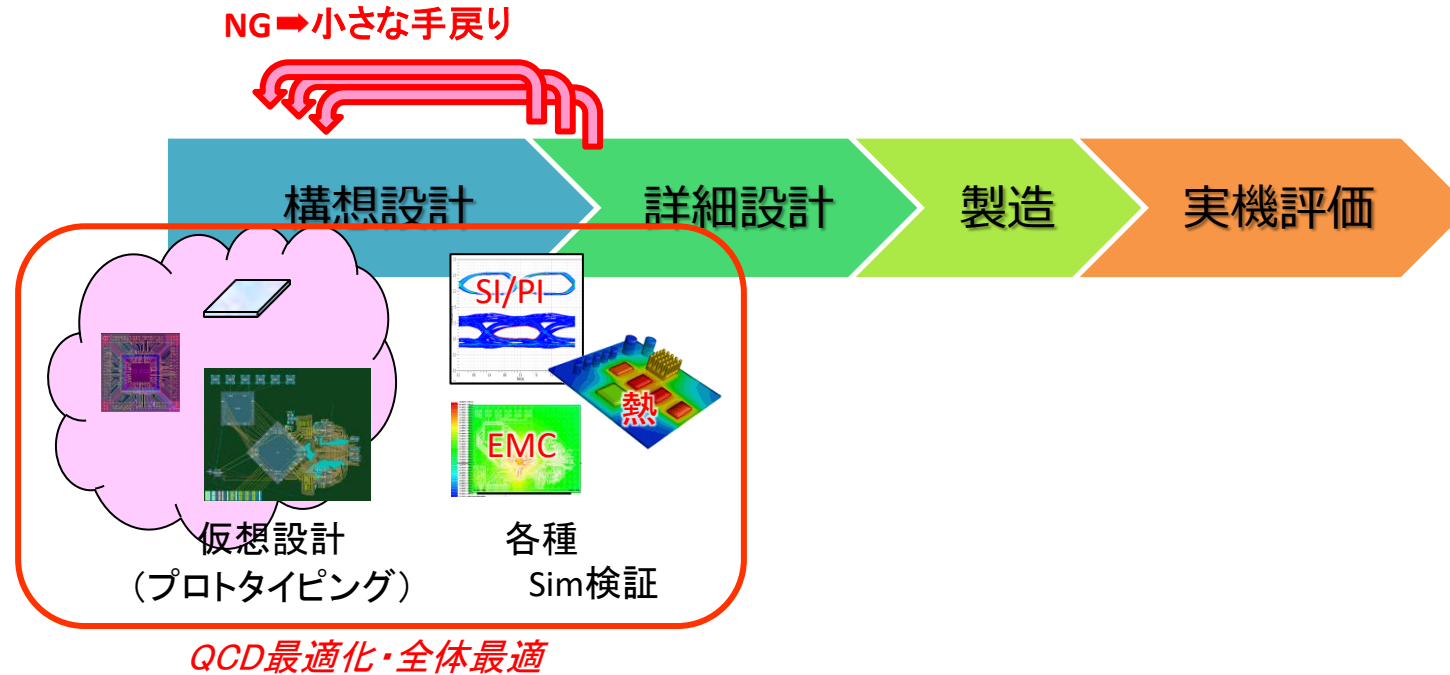 NG➡小さな手戻り
構想設計
詳細設計
製造
実機評価
SI/PI
熱
EMC
仮想設計
（プロトタイピング）
各種
Sim検証
QCD最適化・全体最適